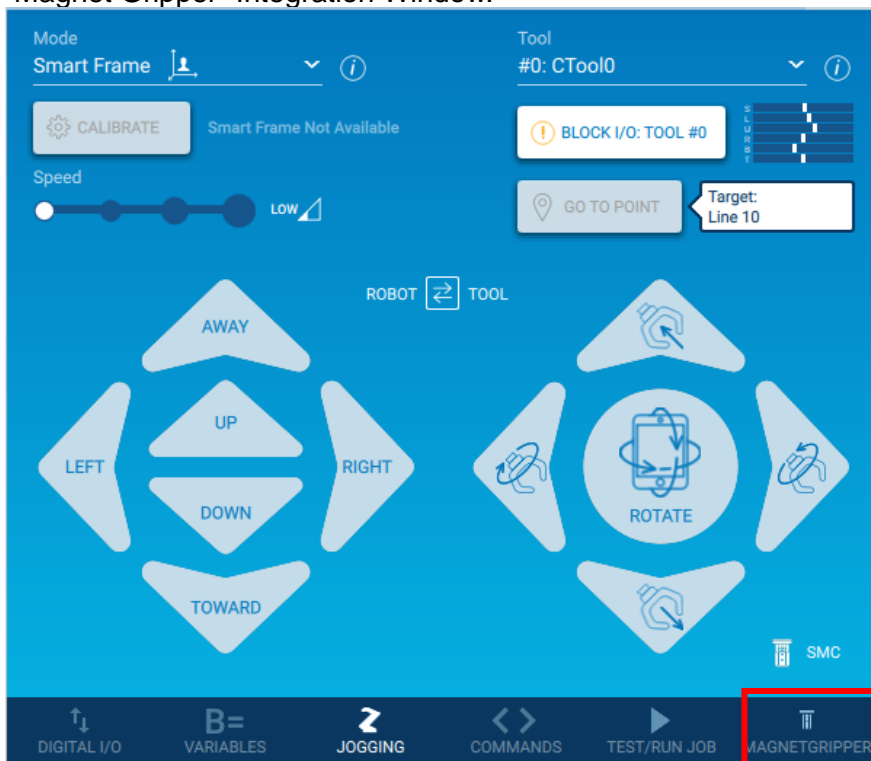 Mode
Smart Frame
Tool
#0: CTool0
CALIBRATE
Smart Frame Not Available
BLOCK I/O: TOOL #0
S
L
U
R
B
T
Speed
LOW
GO TO POINT
Target:
Line 10
ROBOT
TOOL
AWAY
UP
LEFT
RIGHT
DOWN
TOWARD
ROTATE
SMC
DIGITAL I/O
B=
VARIABLES
JOGGING
COMMANDS
TEST/RUN JOB
MAGNETGRIPPER